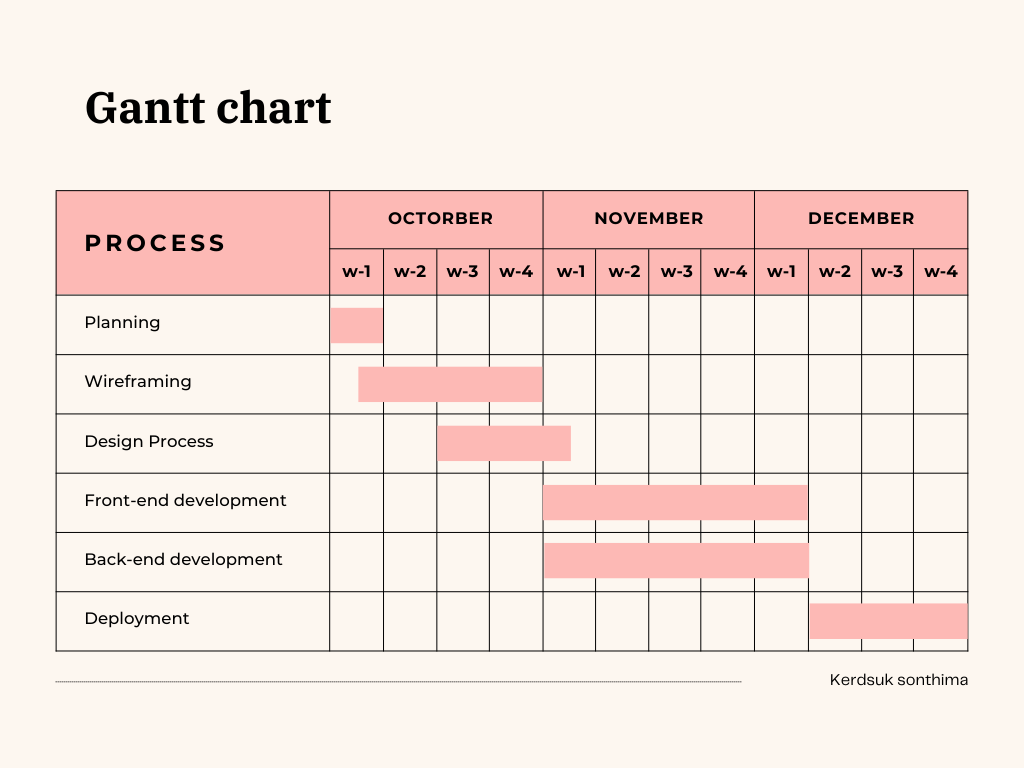 Gantt chart
PROCESS
OCTORBER NOVEMBER DECEMBER
w-1 w-2 w-3 w-4 w-1 w-2 w-3 w-4 w-1 w-2 w-3 w-4
Planning
Wireframing
Design Process
Front-end development
Back-end development
Deployment
Kerdsuk sonthima